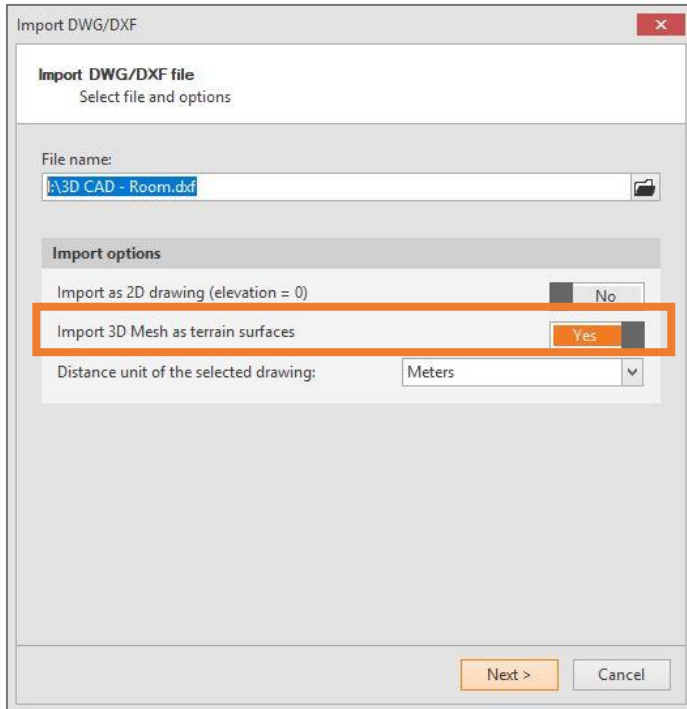 Import DWG/DXF
Import DWG/DXF file
Select file and options
File name:
I:\3D CAD - Room.dxf
Import options
Import as 2D drawing (elevation = 0)
No
Import 3D Mesh as terrain surfaces
Yes
Distance unit of the selected drawing:
Meters
Next >
Cancel